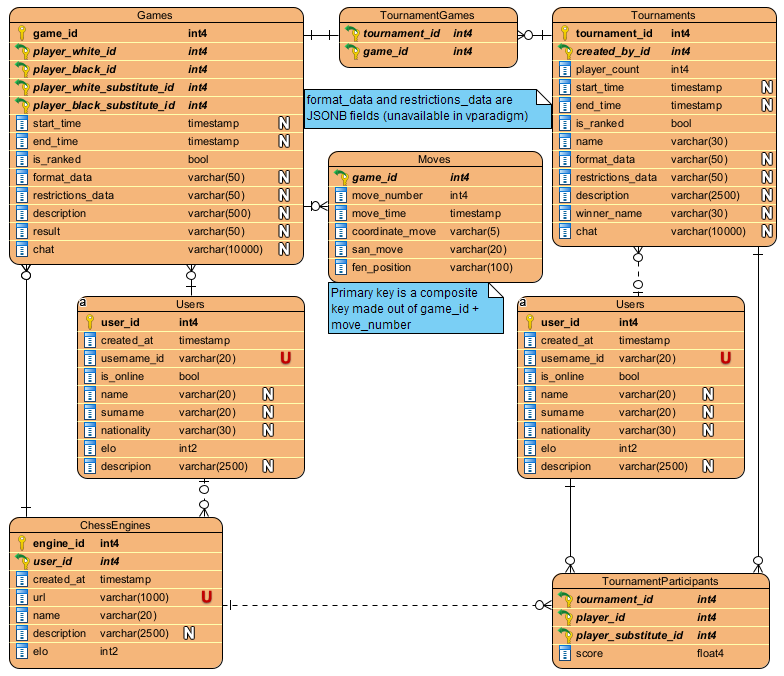 Games
game_id int4
player_white_id int4
player_black_id int4
player_white_substitute_id int4
player_black_substitute_id int4
start_time timestamp N
end_time timestamp N
is_ranked bool
format_data varchar(50) N
restrictions_data varchar(50) N
description varchar(500) N
result varchar(50) N
chat varchar(10000) N
TournamentGames
tournament_id int4
game_id int4
Tournaments
tournament_id int4
created_by_id int4
player_count int4
start_time timestamp N
end_time timestamp N
is_ranked bool
name varchar(30)
format_data varchar(50) N
restrictions_data varchar(50) N
description varchar(2500) N
winner_name varchar(30) N
chat varchar(10000) N
format_data and restrictions_data are
JSONB fields (unavailable in vparadigm)
Moves
game_id int4
move_number int4
move_time timestamp
coordinate_move varchar(5)
san_move varchar(20)
fen_position varchar(100)
Primary key is a composite
key made out of game_id +
move_number
a
Users
user_id int4
created_at timestamp
username_id varchar(20) U
is_online bool
name varchar(20) N
surname varchar(20) N
nationality varchar(30) N
elo int2
descripion varchar(2500) N
a
Users
user_id int4
created_at timestamp
username_id varchar(20) U
is_online bool
name varchar(20) N
surname varchar(20) N
nationality varchar(30) N
elo int2
descripion varchar(2500) N
ChessEngines
engine_id int4
user_id int4
created_at timestamp
url varchar(1000) U
name varchar(20)
description varchar(2500) N
elo int2
TournamentParticipants
tournament_id int4
player_id int4
player_substitute_id int4
score float4